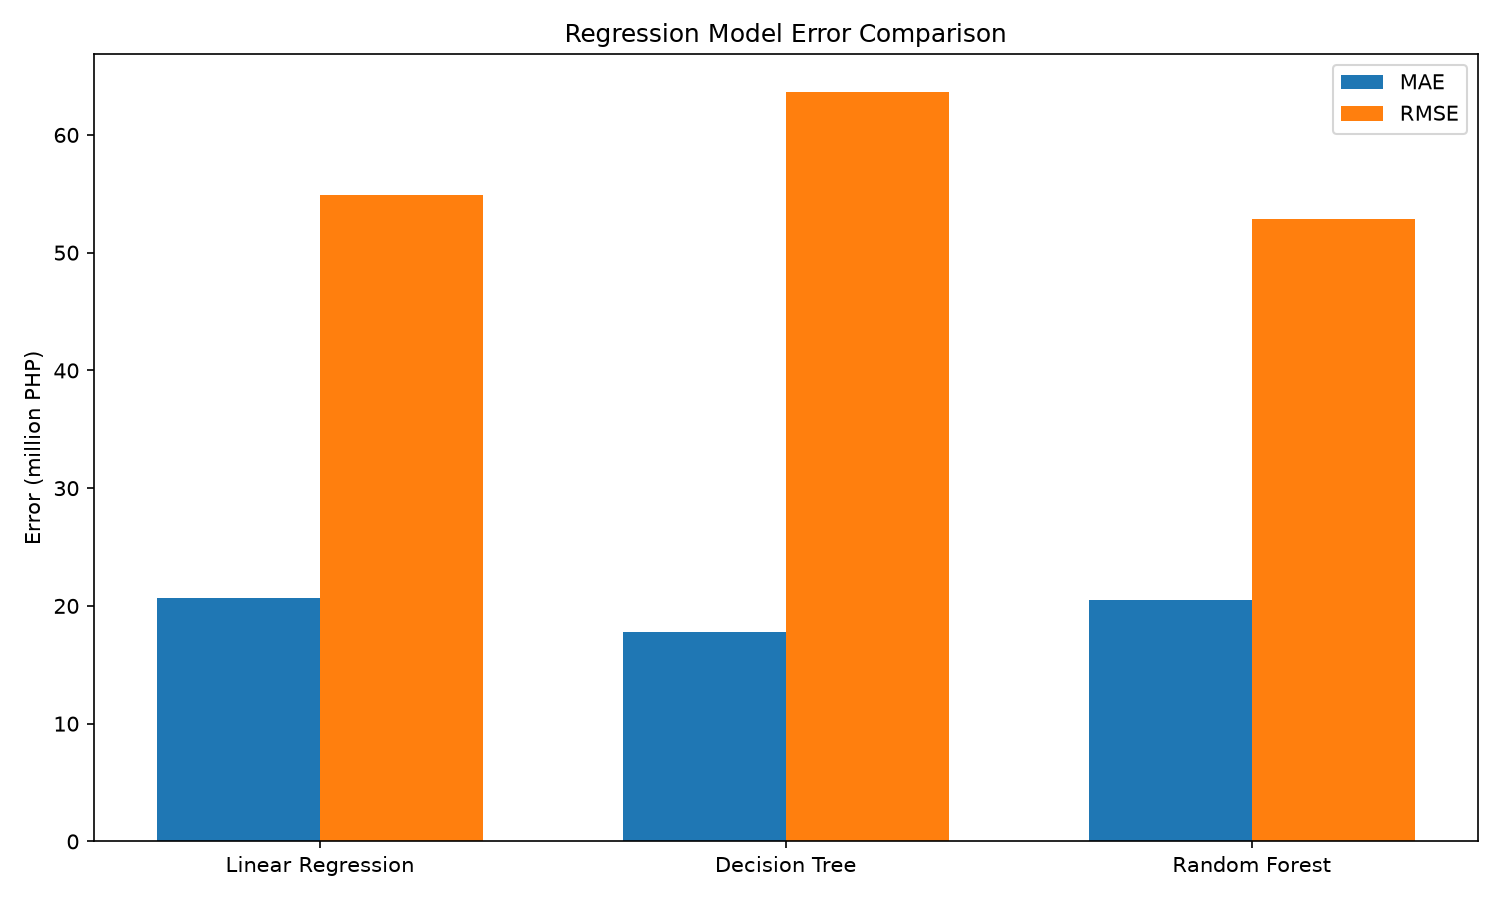 Regression Model Error Comparison
MAE
RMSE
Error (million PHP)
60
50
40
30
20
10
0
Linear Regression
Decision Tree
Random Forest